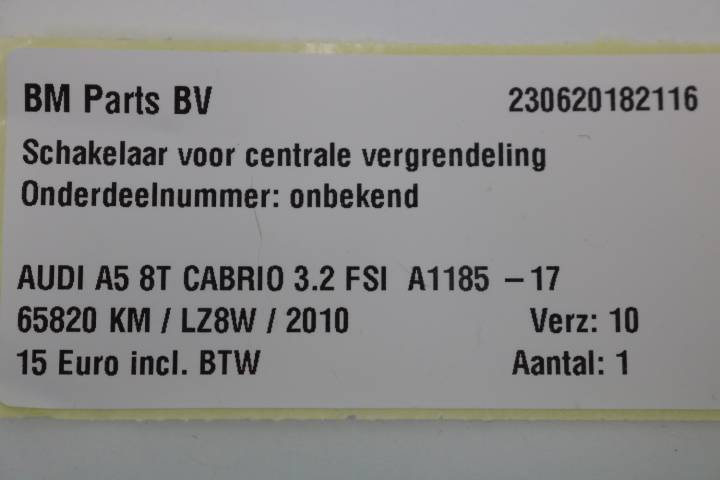 BM Parts BV 230620182116
Schakelaar voor centrale vergrendeling
Onderdeelnummer: onbekend
AUDI A5 8T CABRIO 3.2 FSI A1185 – 17
65820 KM / LZ8W / 2010 Verz: 10
15 Euro incl. BTW Aantal: 1